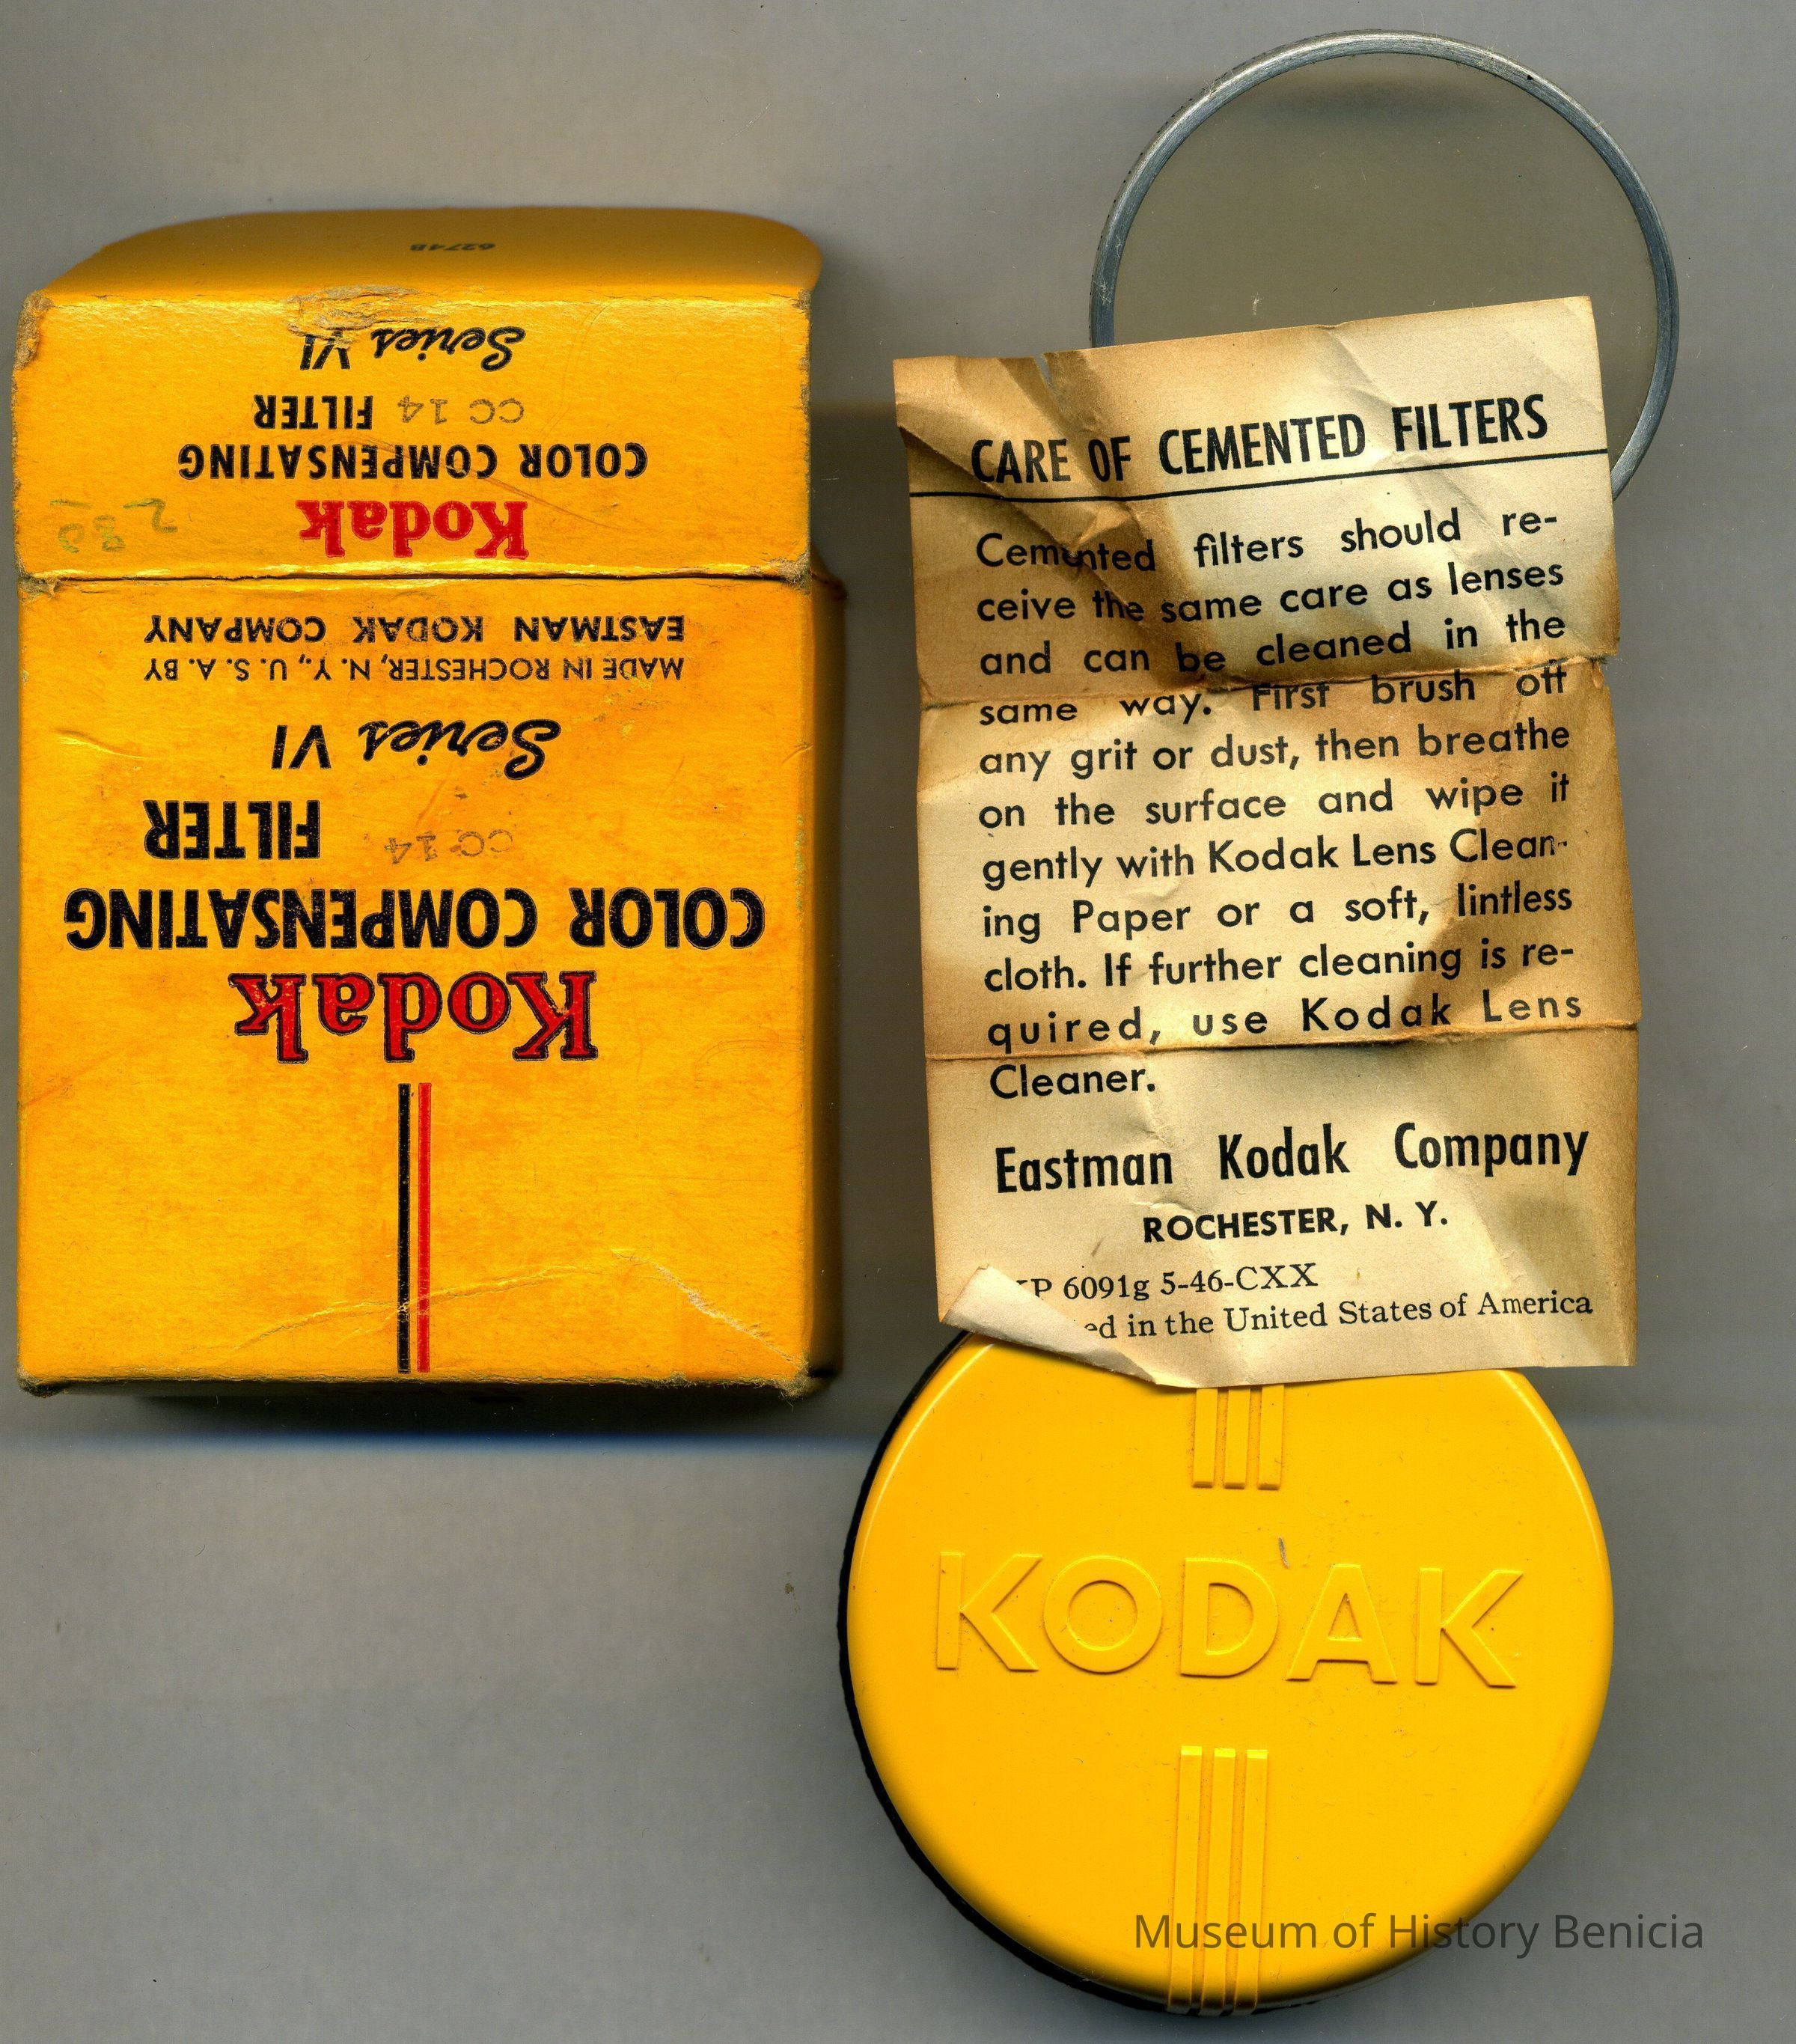 62748
Series VI
CC 14 FILTER
COLOR COMPENSATING
Kodak
MADE IN ROCHESTER, N. Y., U. S. A. BY
EASTMAN KODAK COMPANY
Series VI
CC 14 FILTER
COLOR COMPENSATING
Kodak
CARE OF CEMENTED FILTERS
Cemented filters should re-
ceive the same care as lenses
and can be cleaned in the
same way. First brush off
any grit or dust, then breathe
on the surface and wipe it
gently with Kodak Lens Clean-
ing Paper or a soft, lintless
cloth. If further cleaning is re-
quired, use Kodak Lens
Cleaner.
Eastman Kodak Company
ROCHESTER, N. Y.
P 6091g 5-46-CXX
ed in the United States of America
KODAK
Museum of History Benicia